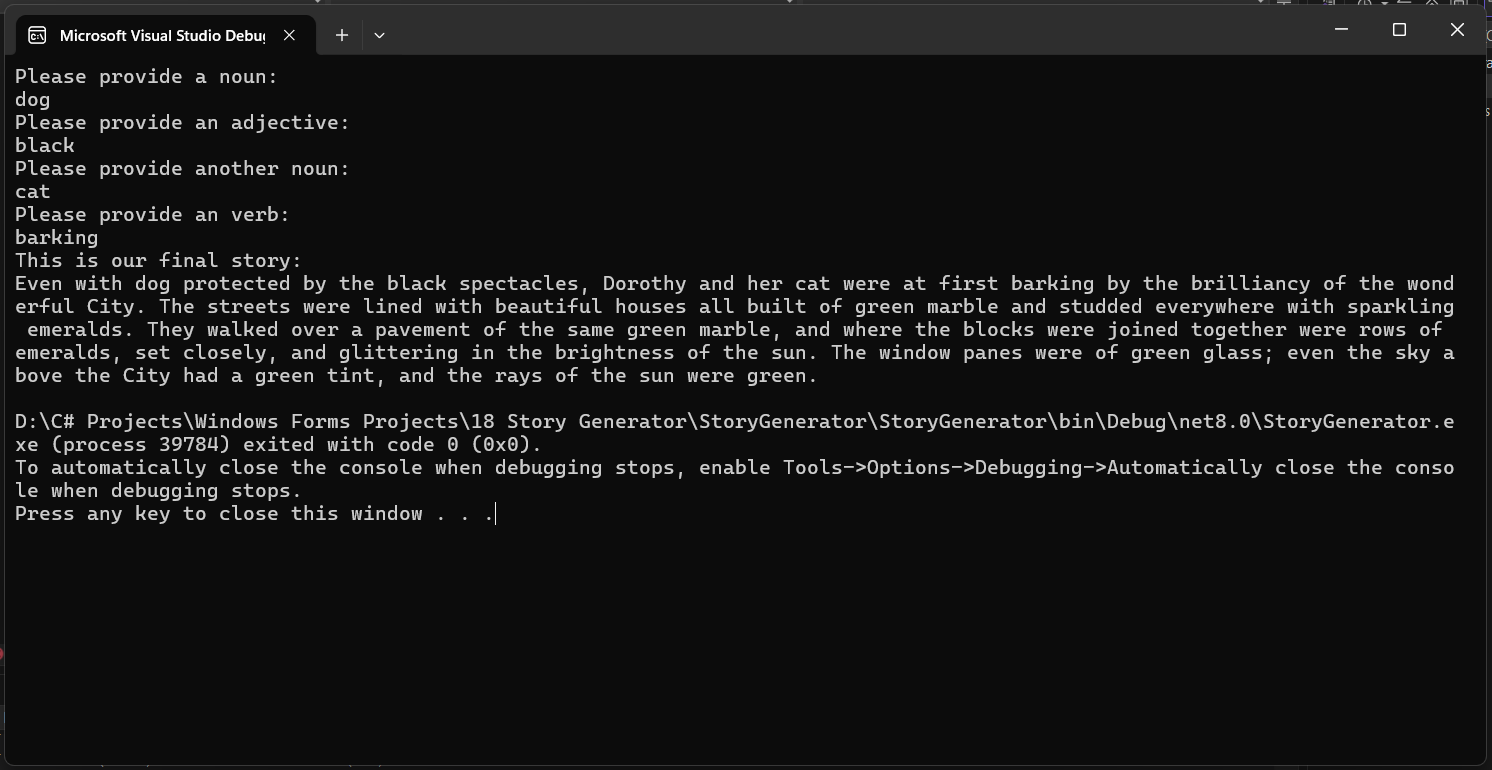 Microsoft Visual Studio Debug
Please provide a noun:
dog
Please provide an adjective:
black
Please provide another noun:
cat
Please provide an verb:
barking
This is our final story:
Even with dog protected by the black spectacles, Dorothy and her cat were at first barking by the brilliancy of the wond
erful City. The streets were lined with beautiful houses all built of green marble and studded everywhere with sparkling
 emeralds. They walked over a pavement of the same green marble, and where the blocks were joined together were rows of
emeralds, set closely, and glittering in the brightness of the sun. The window panes were of green glass; even the sky a
bove the City had a green tint, and the rays of the sun were green.
D:\C# Projects\Windows Forms Projects\18 Story Generator\StoryGenerator\StoryGenerator\bin\Debug\net8.0\StoryGenerator.e
xe (process 39784) exited with code 0 (0x0).
To automatically close the console when debugging stops, enable Tools->Options->Debugging->Automatically close the conso
le when debugging stops.
Press any key to close this window . . .